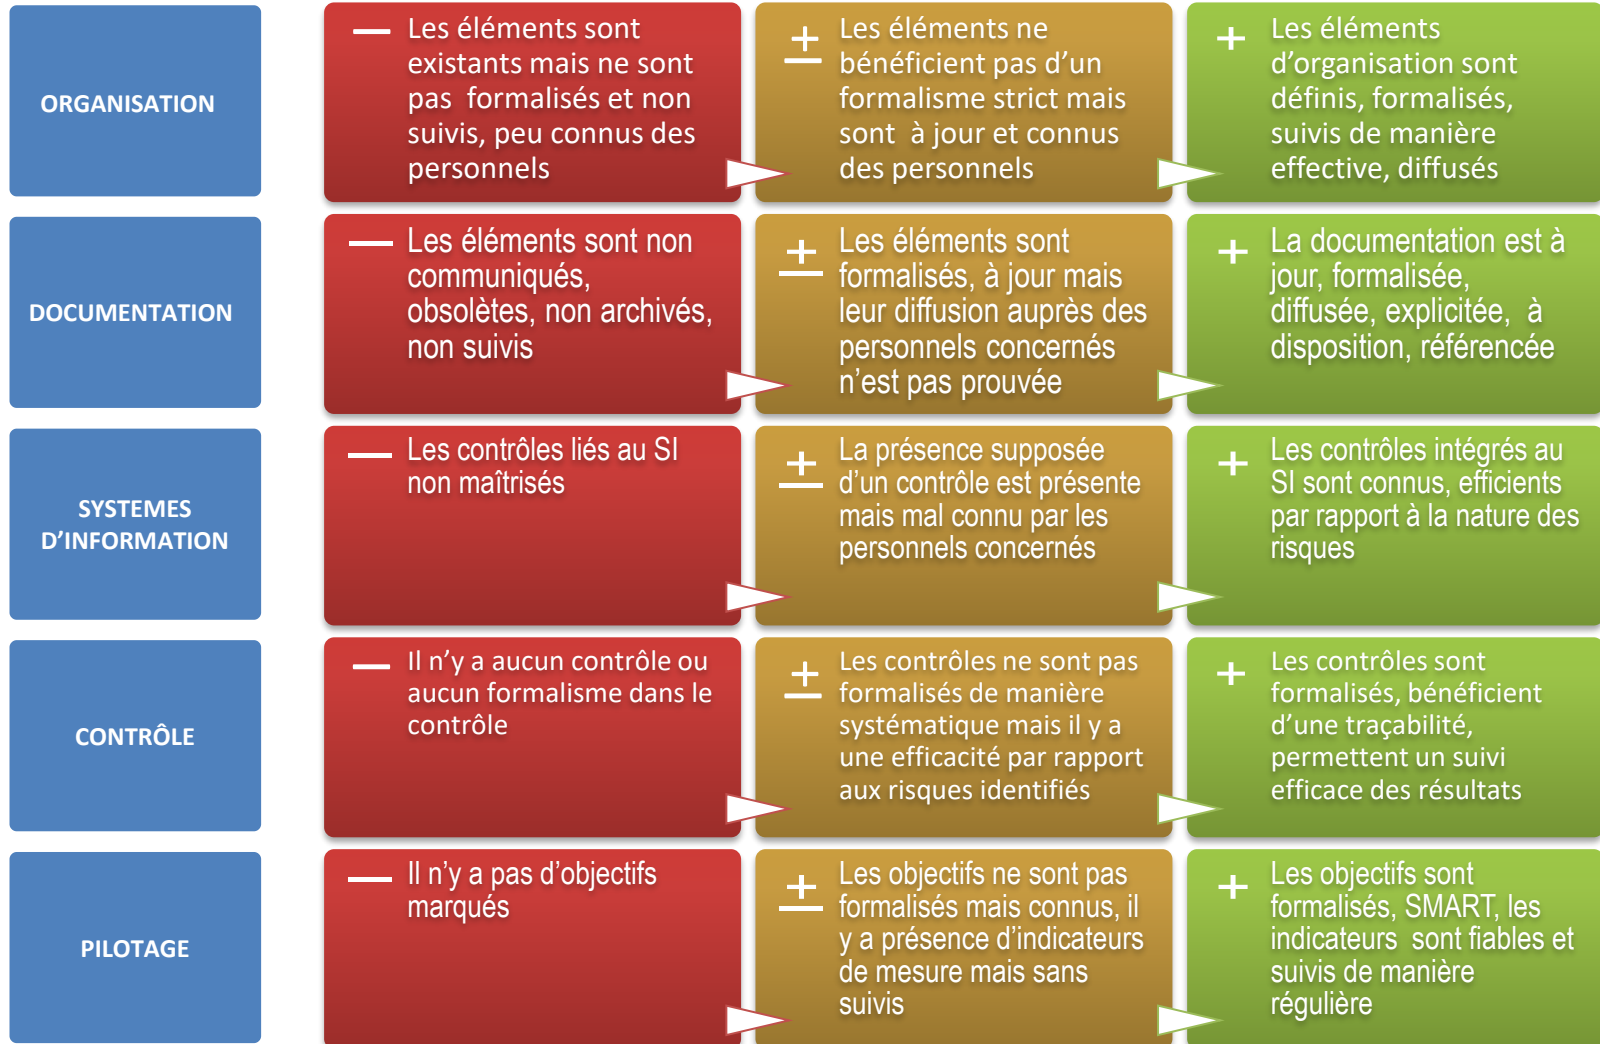 ORGANISATION
—
Les éléments sont
existants mais ne sont
pas  formalisés et non
suivis, peu connus des
personnels
±
Les éléments ne
bénéficient pas d’un
formalisme strict mais
sont  à jour et connus
des personnels
+
Les éléments
d’organisation sont
définis, formalisés,
suivis de manière
effective, diffusés
DOCUMENTATION
—
Les éléments sont non
communiqués,
obsolètes, non archivés,
non suivis
±
Les éléments sont
formalisés, à jour mais
leur diffusion auprès des
personnels concernés
n’est pas prouvée
+
La documentation est à
jour, formalisée,
diffusée, explicitée,  à
disposition, référencée
SYSTEMES
D’INFORMATION
—
Les contrôles liés au SI
non maîtrisés
±
La présence supposée
d’un contrôle est présente
mais mal connu par les
personnels concernés
+
Les contrôles intégrés au
SI sont connus, efficients
par rapport à la nature des
risques
CONTRÔLE
—
Il n’y a aucun contrôle ou
aucun formalisme dans le
contrôle
±
Les contrôles ne sont pas
formalisés de manière
systématique mais il y a
une efficacité par rapport
aux risques identifiés
+
Les contrôles sont
formalisés, bénéficient
d’une traçabilité,
permettent un suivi
efficace des résultats
PILOTAGE
—
Il n’y a pas d’objectifs
marqués
±
Les objectifs ne sont pas
formalisés mais connus, il
y a présence d’indicateurs
de mesure mais sans
suivis
+
Les objectifs sont
formalisés, SMART, les
indicateurs  sont fiables et
suivis de manière
régulière